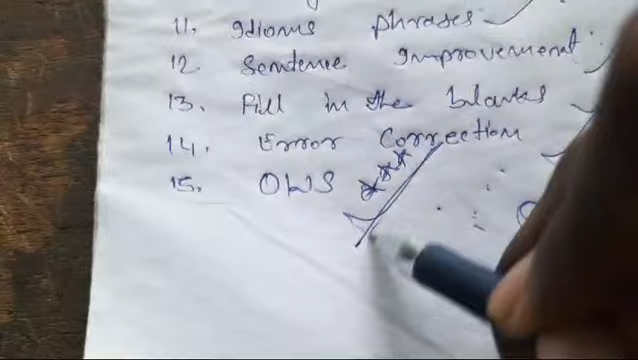 11. Idioms phrases
12 Sentence Improvement
13. Fill in the blanks
14. Error Correction
15. OWS